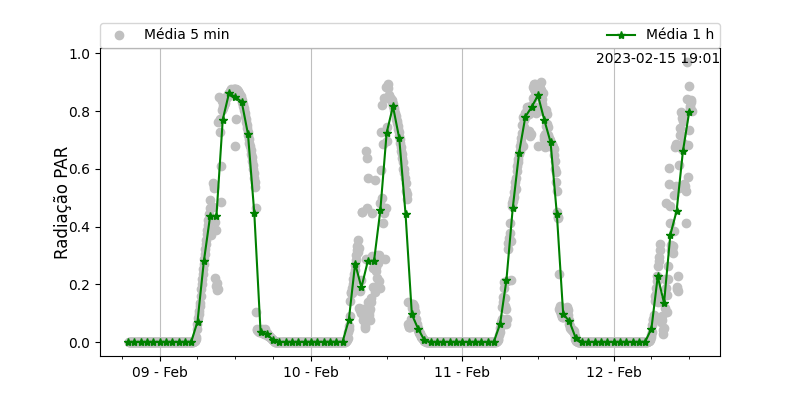 Média 5 min
Média 1 h
2023-02-15 19:01
1.0
0.8
0.6
0.4
0.2
0.0
Radiação PAR
09 - Feb
10 - Feb
11 - Feb
12 - Feb